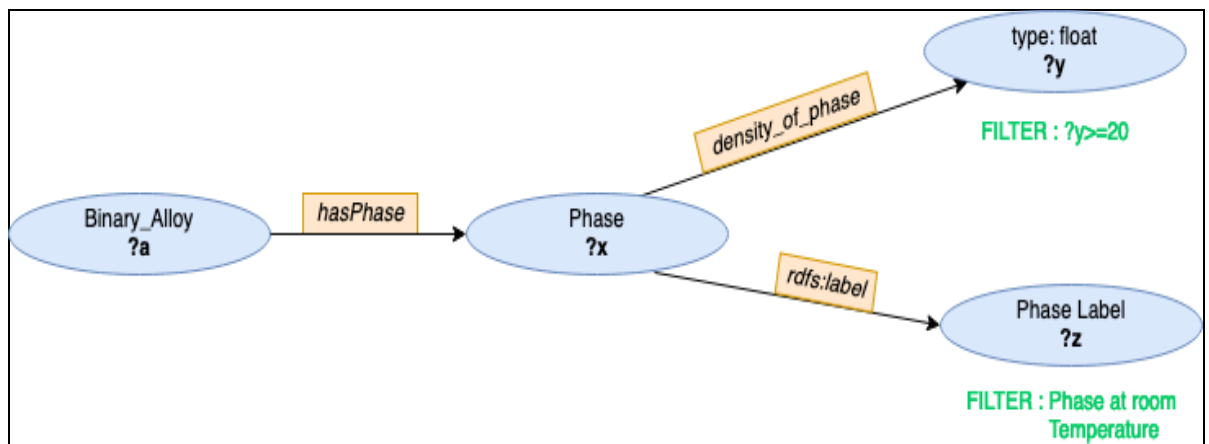 type: float
?y
density_of_phase
FILTER : ?y>=20
Binary_Alloy
?a
hasPhase
Phase
?x
rdfs:label
Phase Label
?z
FILTER : Phase at room
Temperature